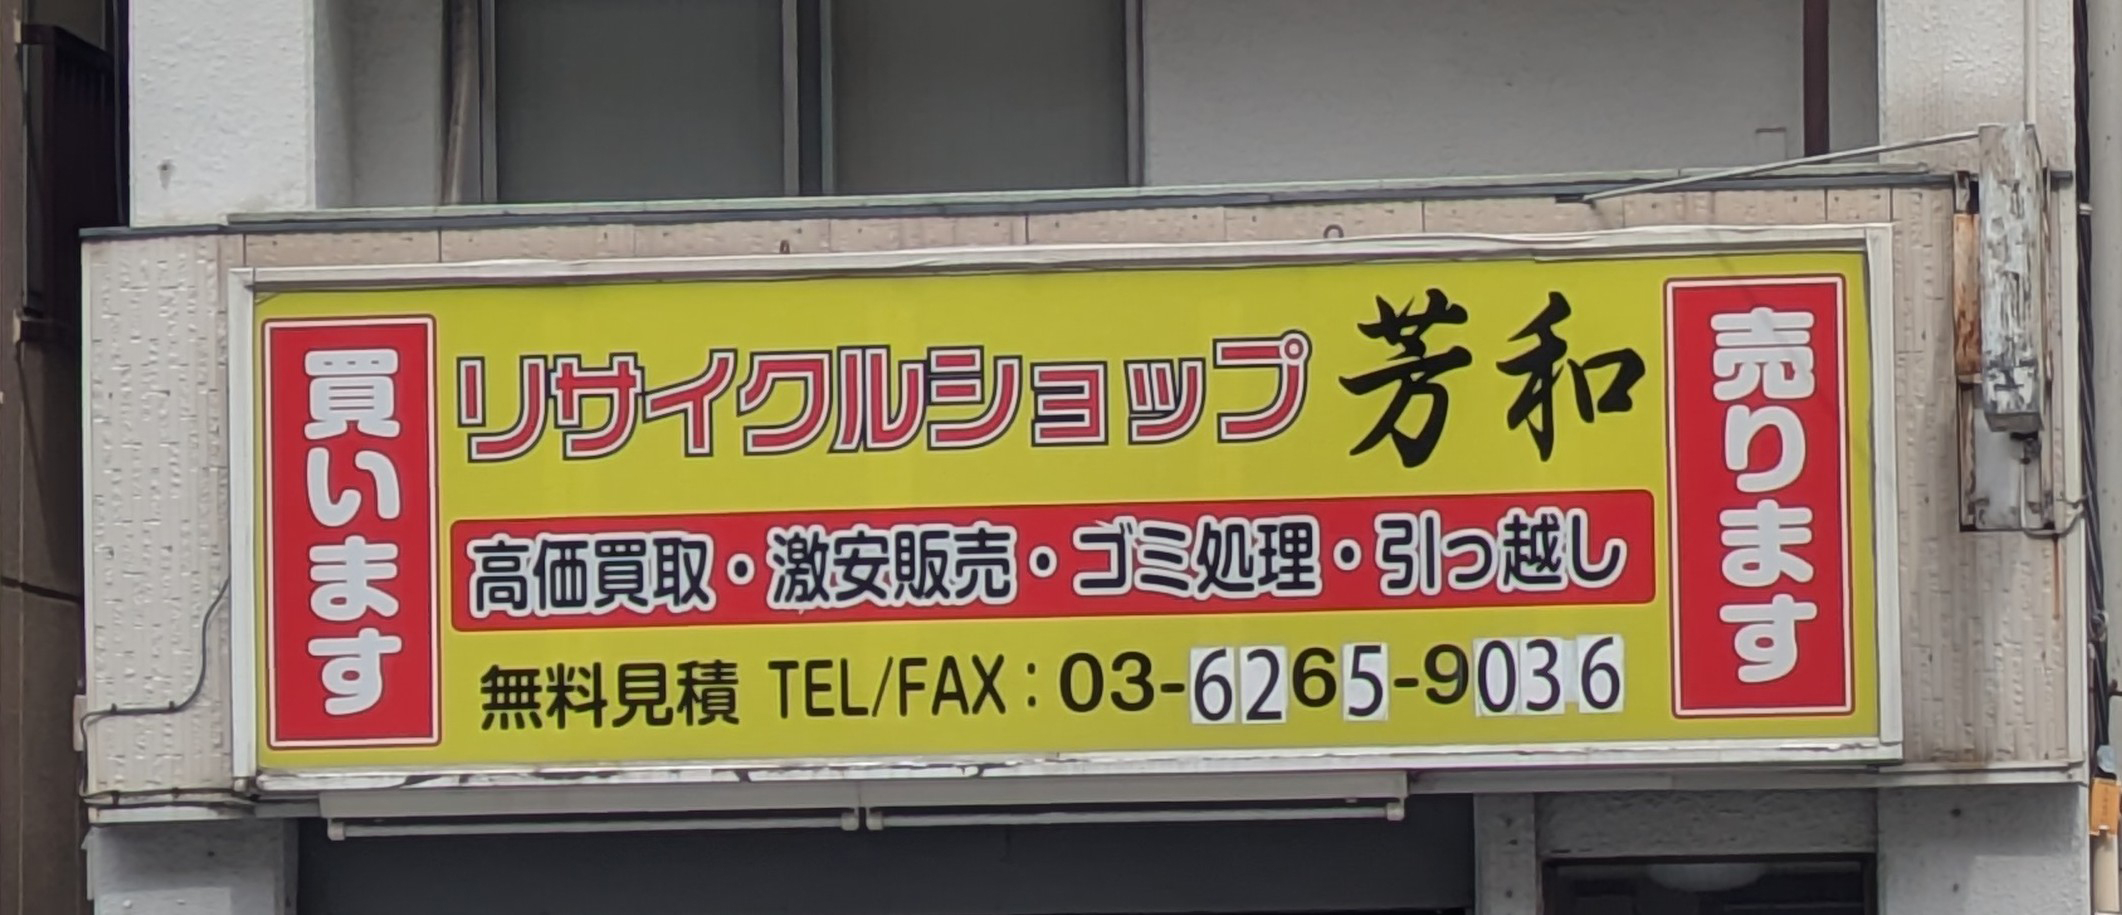 買います
リサイクルショップ 芳和
高価買取・激安販売・ゴミ処理・引っ越し
無料見積 TEL/FAX：03-6265-9036
売ります